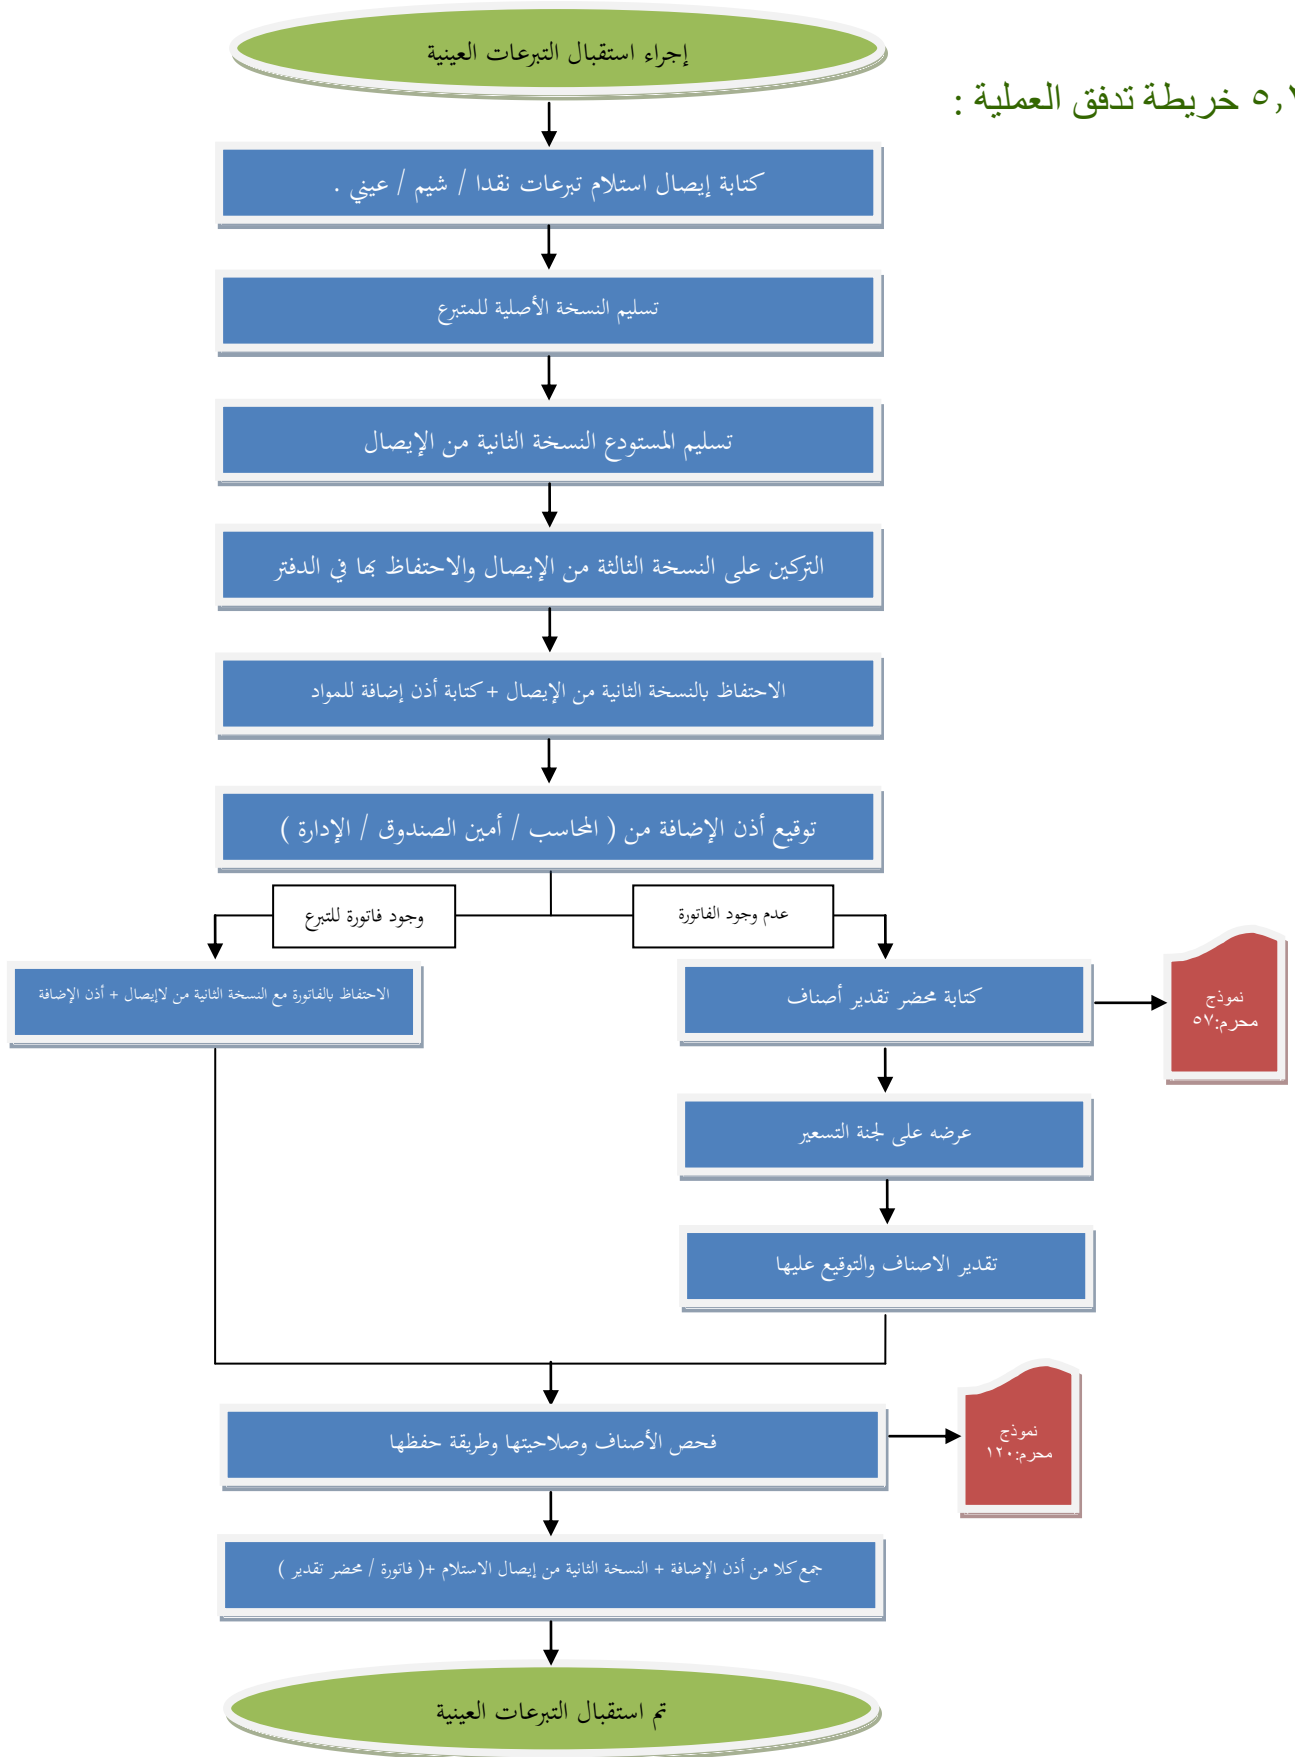 إجراء استقبال التبرعات العينية
خريطة تدفق العملية :
كتابة إيصال استلام تبرعات نقدا / شيم / عيني .
تسليم النسخة الأصلية للمتبرع
تسليم المستودع النسخة الثانية من الإيصال
التركين على النسخة الثالثة من الإيصال والاحتفاظ بها في الدفتر
الاحتفاظ بالنسخة الثانية من الإيصال + كتابة أذن إضافة للمواد
توقيع أذن الإضافة من ( المحاسب / أمين الصندوق / الإدارة )
عدم وجود الفاتورة
وجود فاتورة للتبرع
كتابة محضر تقدير أصناف
نموذج
محرم:٥٧
الاحتفاظ بالفاتورة مع النسخة الثانية من لاإيصال + أذن الإضافة
عرضه على لجنة التسعير
تقدير الاصناف والتوقيع عليها
فحص الأصناف وصلاحيتها وطريقة حفظها
نموذج
محرم:١٢٠
جمع كلا من أذن الإضافة + النسخة الثانية من إيصال الاستلام +( فاتورة / محضر تقدير )
تم استقبال التبرعات العينية